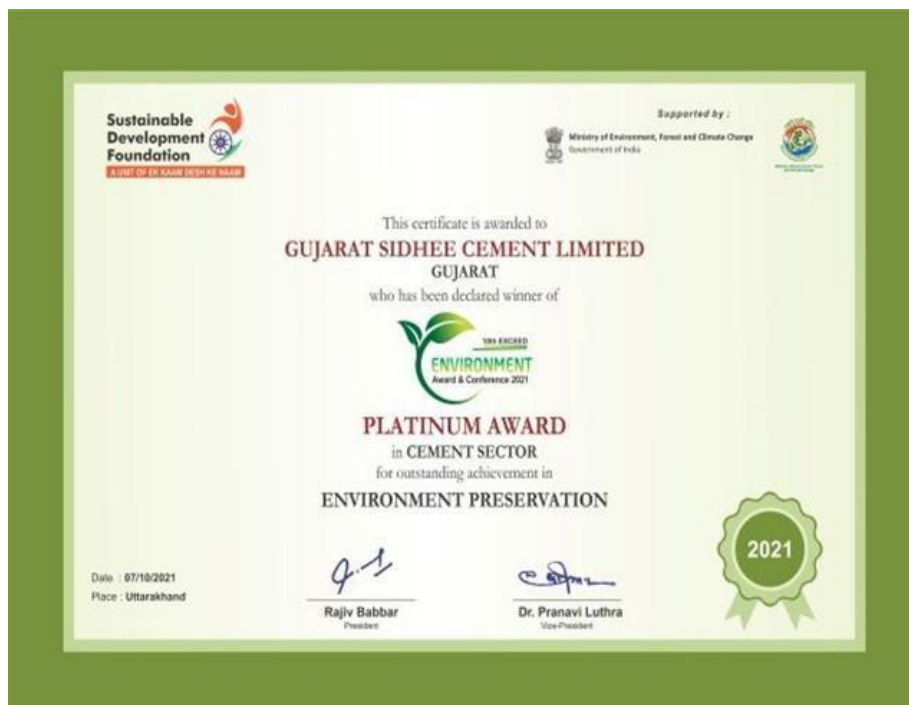 Sustainable
Development
Foundation
A UNIT OF EK KAAM DESH KE NAAM
Supported by :
Ministry of Environment, Forest and Climate Change
Government of India
This certificate is awarded to
GUJARAT SIDHEE CEMENT LIMITED
GUJARAT
who has been declared winner of
ENVIRONMENT
Award & Conference 2021
PLATINUM AWARD
in CEMENT SECTOR
for outstanding achievement in
ENVIRONMENT PRESERVATION
2021
Date : 07/10/2021
Place : Uttarakhand
Rajiv Babbar
President
Dr. Pranavi Luthra
Vice-President